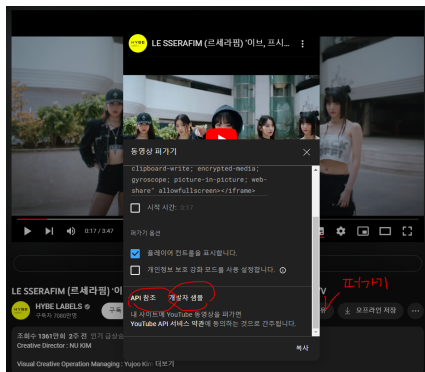 HYBE LE SSERAFIM (르세라핌) '이브, 프시...
동영상 퍼가기
clipboard-write; encrypted-media;
gyroscope; picture-in-picture; web-
share" allowfullscreen></iframe>
시작 시간: 0:17
0:17 / 3:47
퍼가기 옵션
플레이어 컨트롤을 표시합니다.
개인정보 보호 강화 모드를 사용 설정합니다.
퍼가기
LE SSERAFIM (르세라핌) '이
HYBE LABELS
구독자 7080만명
구독
API 참조 개발자 샘플
오프라인 저장
내 사이트에 YouTube 동영상을 퍼가면
YouTube API 서비스 약관에 동의하는 것으로 간주됩니다.
복사
조회수 1361만회 2주 전 인기 급상승
Creative Director : NU KIM
Visual Creative Operation Managing : Yujoo Kim 더보기